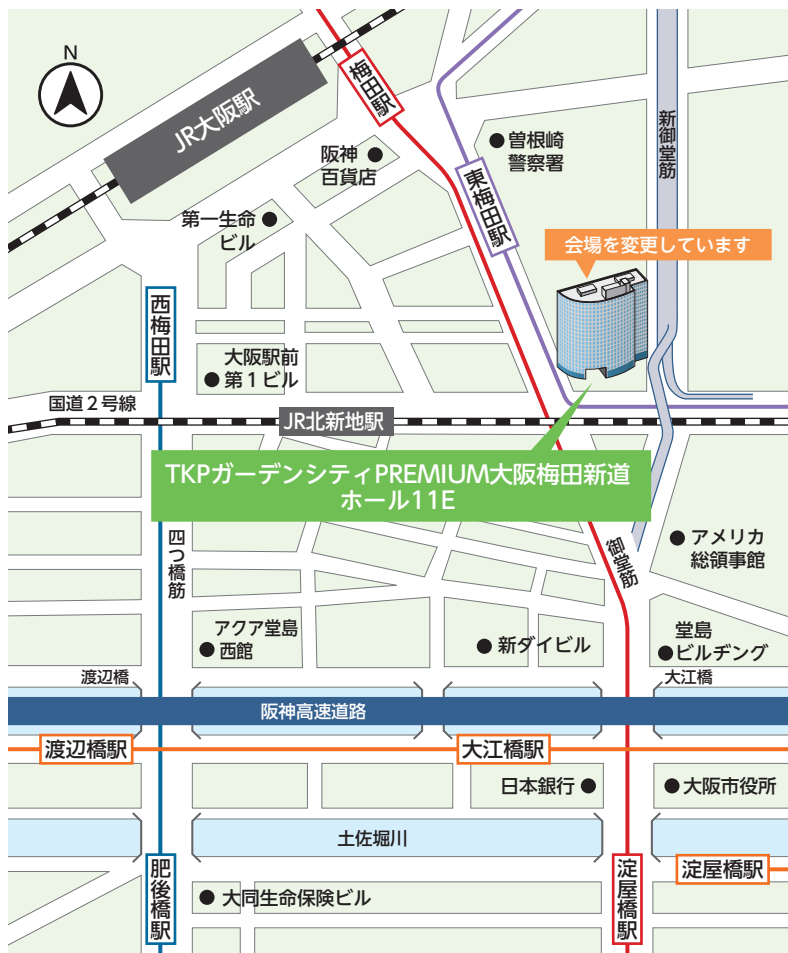 N
JR大阪駅
梅田駅
阪神
百貨店
曽根崎
警察署
新御堂筋
東梅田駅
第一生命
ビル
会場を変更しています
西梅田駅
大阪駅前
第1ビル
国道2号線
JR北新地駅
TKPガーデンシティPREMIUM大阪梅田新道
ホール11E
四つ橋筋
御堂筋
アメリカ
総領事館
アクア堂島
西館
新ダイビル
堂島
ビルヂング
渡辺橋
大江橋
阪神高速道路
渡辺橋駅
大江橋駅
日本銀行
大阪市役所
土佐堀川
肥後橋駅
淀屋橋駅
淀屋橋駅
大同生命保険ビル